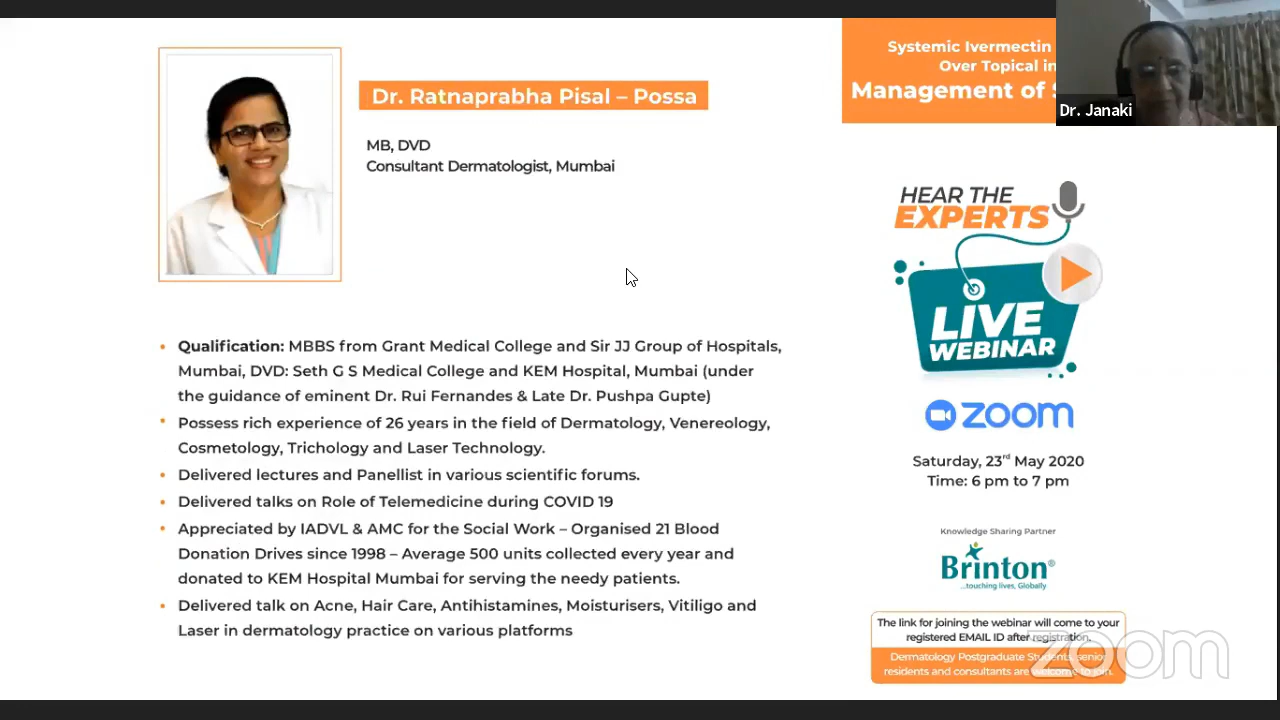 Dr. Ratnaprabha Pisal – Possa
MB, DVD
Consultant Dermatologist, Mumbai
• Qualification: MBBS from Grant Medical College and Sir JJ Group of Hospitals,
Mumbai, DVD: Seth G S Medical College and KEM Hospital, Mumbai (under
the guidance of eminent Dr. Rui Fernandes & Late Dr. Pushpa Gupte)
• Possess rich experience of 26 years in the field of Dermatology, Venereology,
Cosmetology, Trichology and Laser Technology.
• Delivered lectures and Panellist in various scientific forums.
• Delivered talks on Role of Telemedicine during COVID 19
• Appreciated by IADVL & AMC for the Social Work – Organised 21 Blood
Donation Drives since 1998 – Average 500 units collected every year and
donated to KEM Hospital Mumbai for serving the needy patients.
• Delivered talk on Acne, Hair Care, Antihistamines, Moisturisers, Vitiligo and
Laser in dermatology practice on various platforms
Systemic Ivermectin
Over Topical in
Management of
Dr. Janaki
HEAR THE
EXPERTS
LIVE
WEBINAR
zoom
Saturday, 23rd May 2020
Time: 6 pm to 7 pm
Knowledge Sharing Partner
Brinton®
...touching lives, Globally
The link for joining the webinar will come to your
registered EMAIL ID after registration.
Dermatology Postgraduate Students, senior
residents and consultants are welcome to join.
zoom